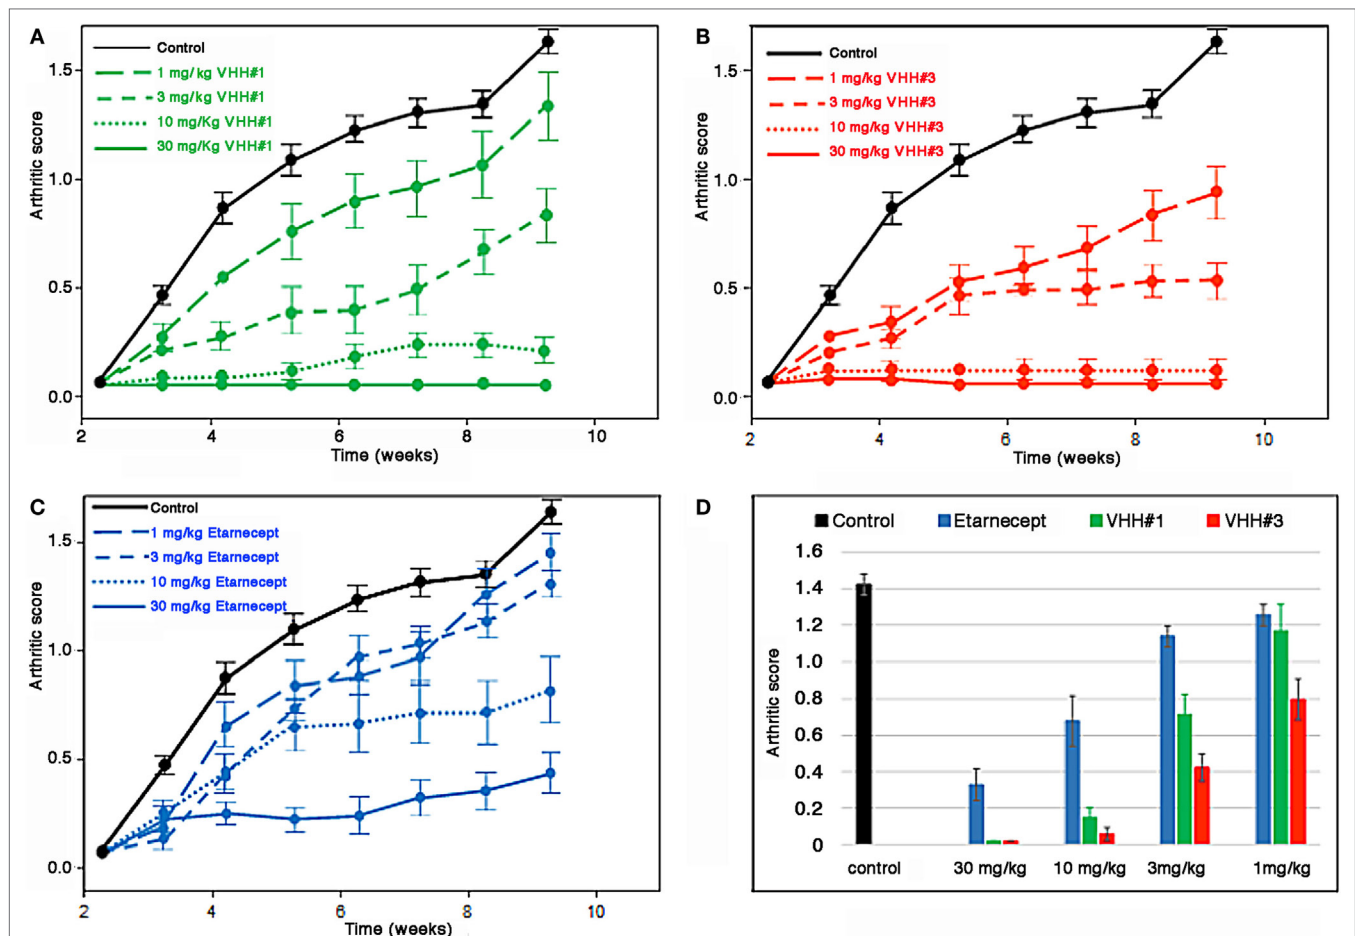 A
Control
1 mg/kg VHH#1
3 mg/kg VHH#1
10 mg/Kg VHH#1
30 mg/Kg VHH#1
Arthritic score
1.5
1.0
0.5
0.0
2
4
6
8
10
Time (weeks)
B
Control
1 mg/kg VHH#3
3 mg/kg VHH#3
10 mg/kg VHH#3
30 mg/kg VHH#3
Arthritic score
1.5
1.0
0.5
0.0
2
4
6
8
10
Time (weeks)
C
Control
1 mg/kg Etarnecept
3 mg/kg Etarnecept
10 mg/kg Etarnecept
30 mg/kg Etarnecept
Arthritic score
1.5
1.0
0.5
0.0
2
4
6
8
10
Time (weeks)
D
Control Etarnecept VHH#1 VHH#3
Arthritic score
1.6
1.4
1.2
1.0
0.8
0.6
0.4
0.2
0
control 30 mg/kg 10 mg/kg 3mg/kg 1mg/kg